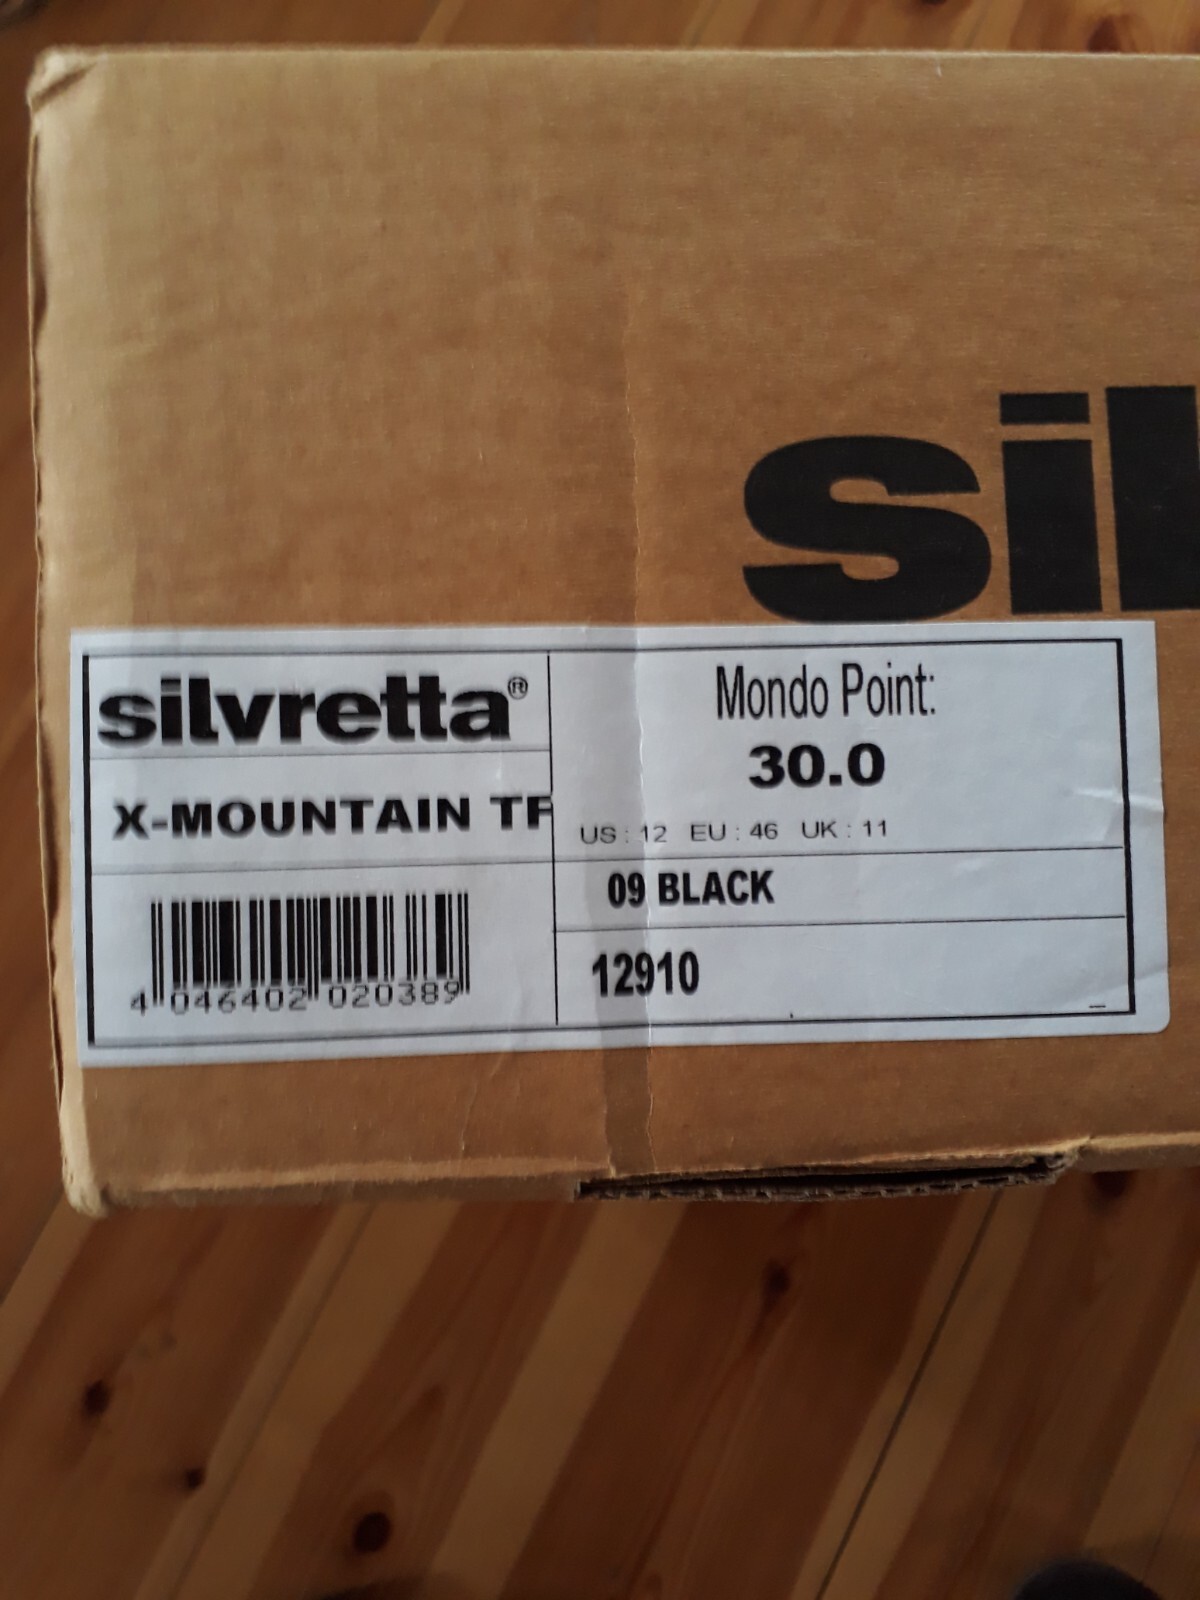 sil
silvretta®
X-MOUNTAIN TF
4 046402 020389
Mondo Point:
30.0
US : 12 EU : 46 UK : 11
09 BLACK
12910